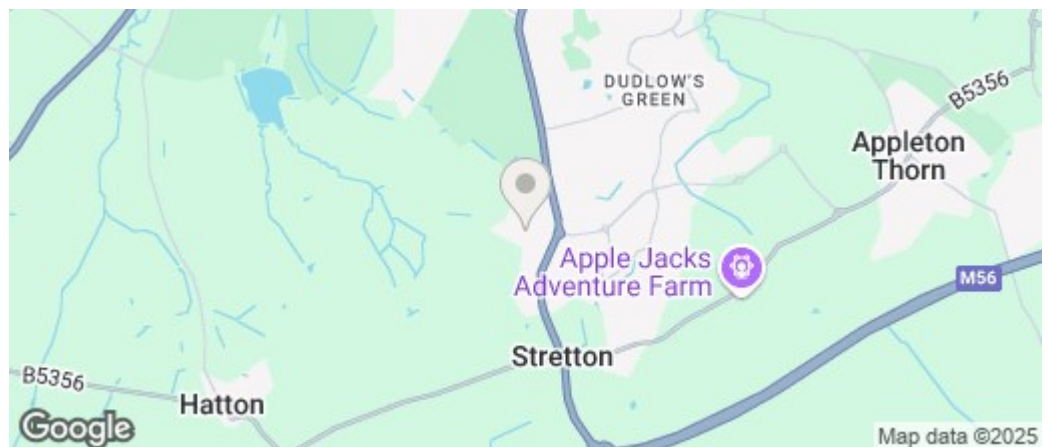 DUDLOW'S
GREEN
B5356
Appleton
Thorn
Apple Jacks
Adventure Farm
M56
Stretton
B5356
Hatton
Google
Map data ©2025